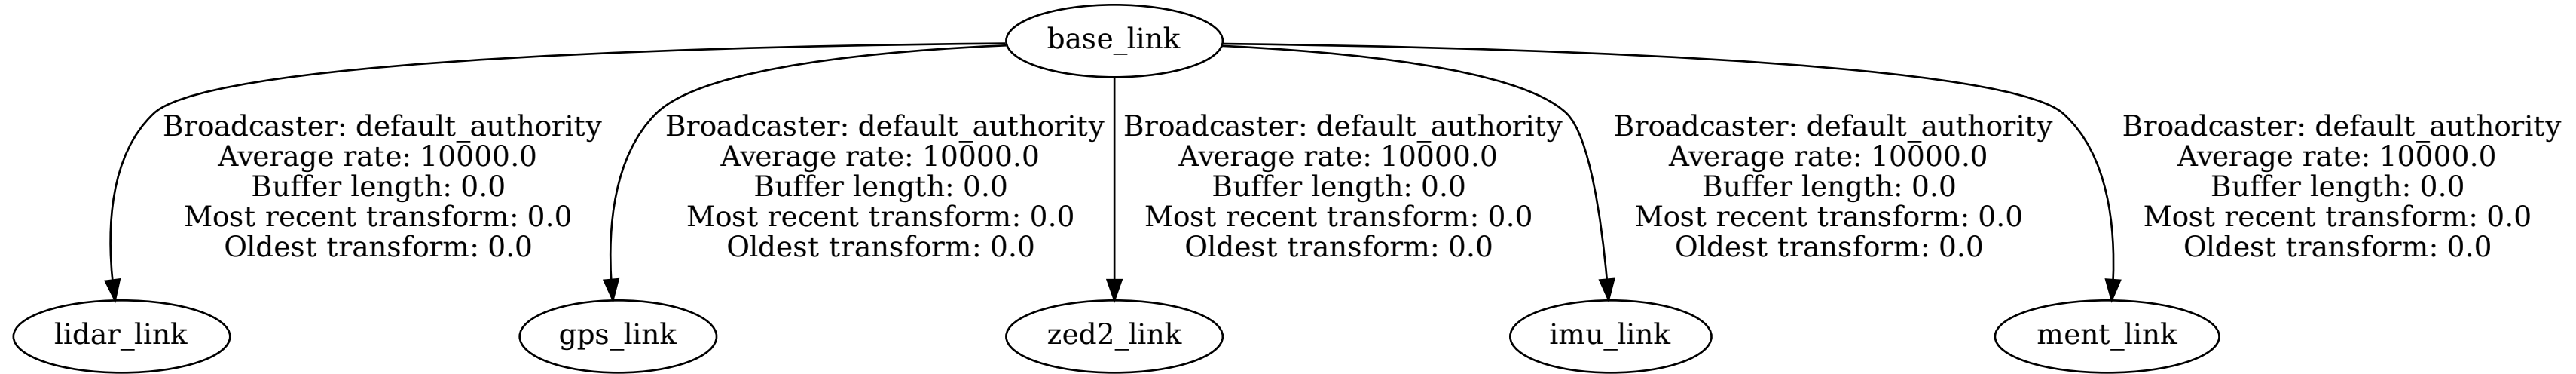 base_link
Broadcaster: default_authority
Average rate: 10000.0
Buffer length: 0.0
Most recent transform: 0.0
Oldest transform: 0.0
Broadcaster: default_authority
Average rate: 10000.0
Buffer length: 0.0
Most recent transform: 0.0
Oldest transform: 0.0
Broadcaster: default_authority
Average rate: 10000.0
Buffer length: 0.0
Most recent transform: 0.0
Oldest transform: 0.0
Broadcaster: default_authority
Average rate: 10000.0
Buffer length: 0.0
Most recent transform: 0.0
Oldest transform: 0.0
Broadcaster: default_authority
Average rate: 10000.0
Buffer length: 0.0
Most recent transform: 0.0
Oldest transform: 0.0
lidar_link
gps_link
zed2_link
imu_link
ment_link